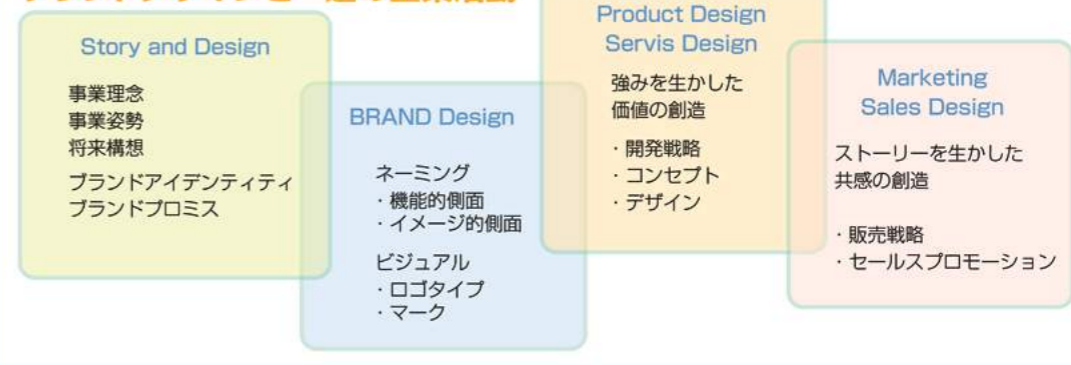 Story and Design
事業理念
事業姿勢
将来構想
ブランドアイデンティティ
ブランドプロミス
BRAND Design
ネーミング
・機能的側面
・イメージ的側面
ビジュアル
・ロゴタイプ
・マーク
Product Design
Servis Design
強みを生かした
価値の創造
・開発戦略
・コンセプト
・デザイン
Marketing
Sales Design
ストーリーを生かした
共感の創造
・販売戦略
・セールスプロモーション